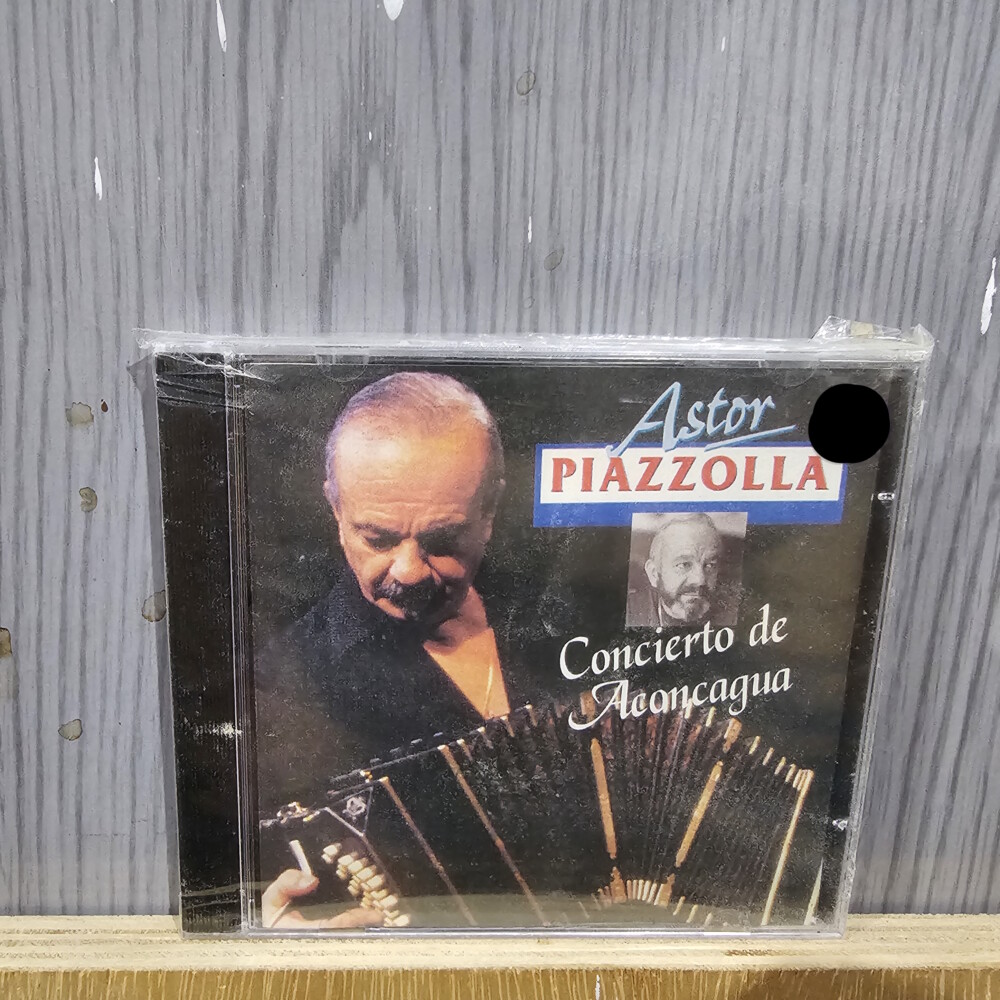 Astor
PIAZZOLLA
Concierto de
Aconcagua